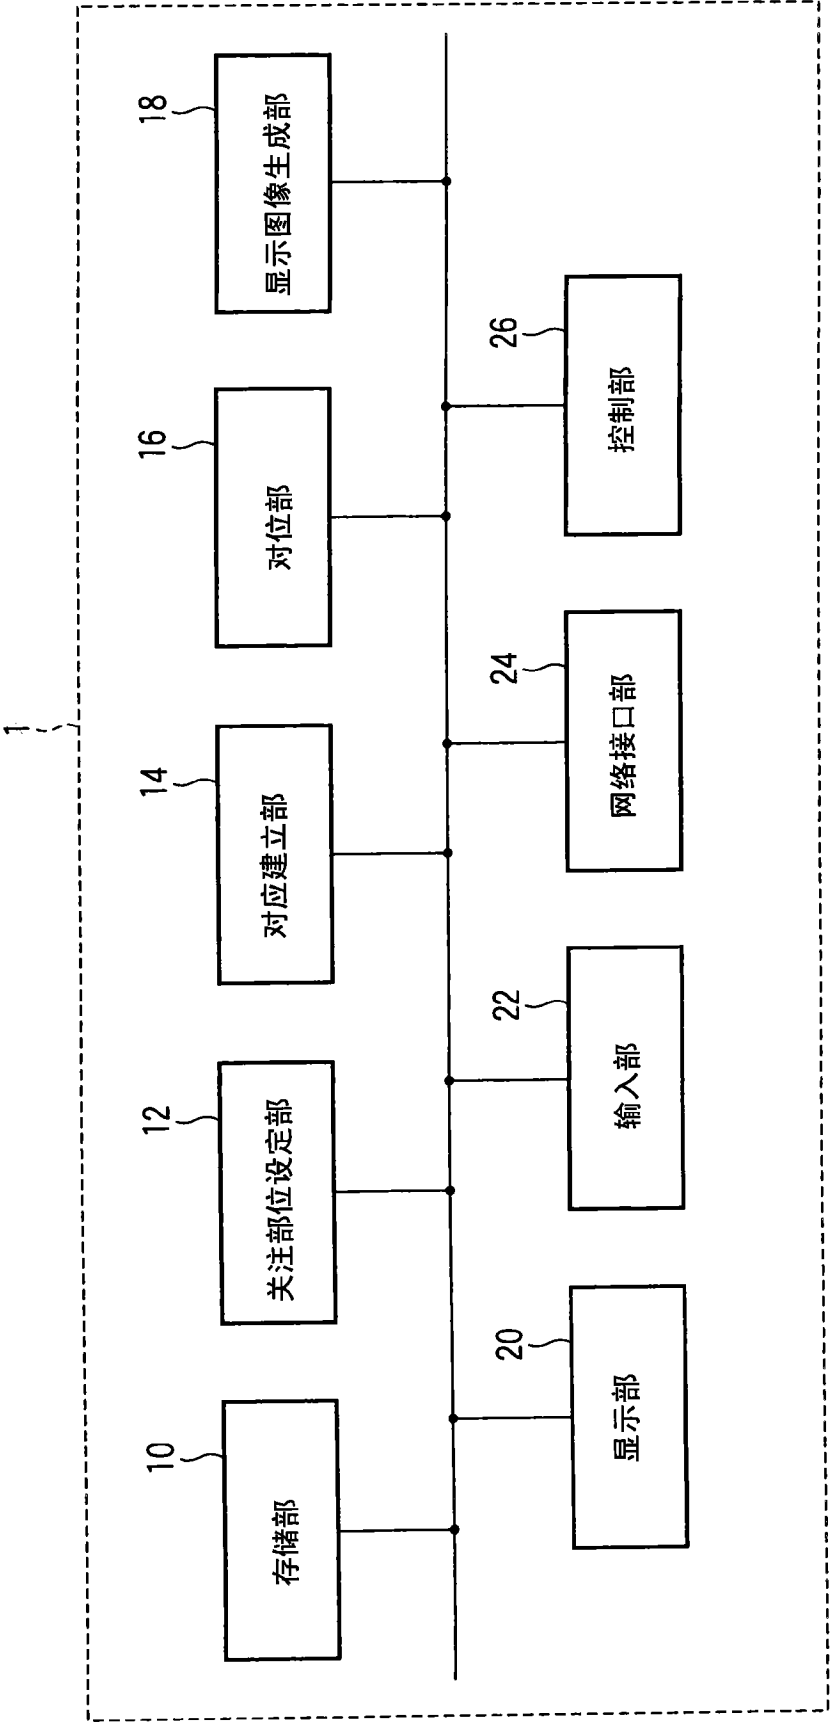 1
10
存储部
12
关注部位设定部
14
对应建立部
16
对位部
18
显示图像生成部
20
显示部
22
输入部
24
网络接口部
26
控制部